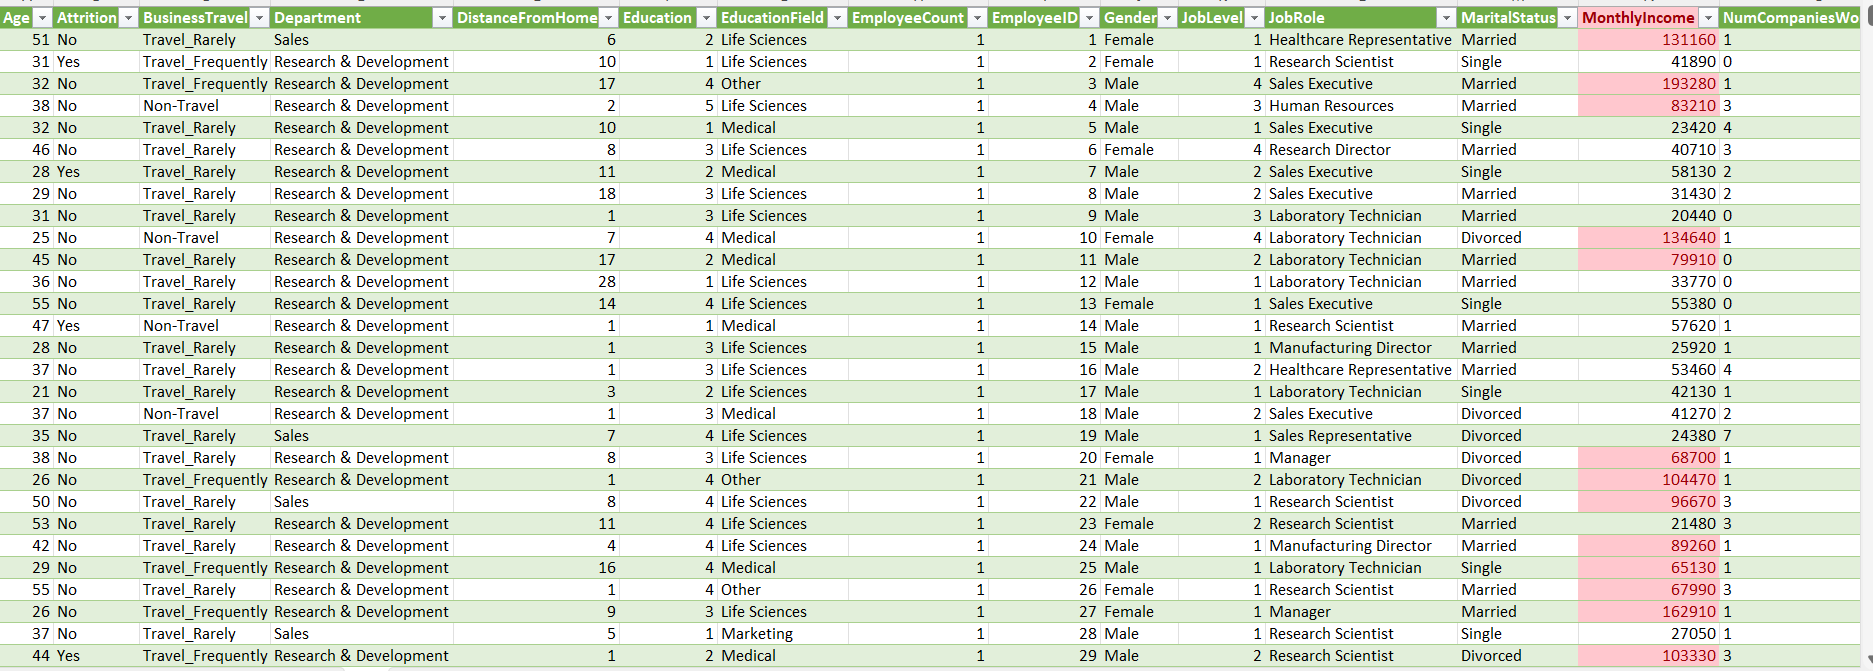 Age Attrition BusinessTravel Department DistanceFromHome Education EducationField EmployeeCount EmployeeID Gender JobLevel JobRole MaritalStatus MonthlyIncome NumCompaniesWo
51 No Travel_Rarely Sales 6 2 Life Sciences 1 1 Female 1 Healthcare Representative Married 131160 1
31 Yes Travel_Frequently Research & Development 10 1 Life Sciences 1 2 Female 1 Research Scientist Single 41890 0
32 No Travel_Frequently Research & Development 17 4 Other 1 3 Male 4 Sales Executive Married 193280 1
38 No Non-Travel Research & Development 2 5 Life Sciences 1 4 Male 3 Human Resources Married 83210 3
32 No Travel_Rarely Research & Development 10 1 Medical 1 5 Male 1 Sales Executive Single 23420 4
46 No Travel_Rarely Research & Development 8 3 Life Sciences 1 6 Female 4 Research Director Married 40710 3
28 Yes Travel_Rarely Research & Development 11 2 Medical 1 7 Male 2 Sales Executive Single 58130 2
29 No Travel_Rarely Research & Development 18 3 Life Sciences 1 8 Male 2 Sales Executive Married 31430 2
31 No Travel_Rarely Research & Development 1 3 Life Sciences 1 9 Male 3 Laboratory Technician Married 20440 0
25 No Non-Travel Research & Development 7 4 Medical 1 10 Female 4 Laboratory Technician Divorced 134640 1
45 No Travel_Rarely Research & Development 17 2 Medical 1 11 Male 2 Laboratory Technician Married 79910 0
36 No Travel_Rarely Research & Development 28 1 Life Sciences 1 12 Male 1 Laboratory Technician Married 33770 0
55 No Travel_Rarely Research & Development 14 4 Life Sciences 1 13 Female 1 Sales Executive Single 55380 0
47 Yes Non-Travel Research & Development 1 1 Medical 1 14 Male 1 Research Scientist Married 57620 1
28 No Travel_Rarely Research & Development 1 3 Life Sciences 1 15 Male 1 Manufacturing Director Married 25920 1
37 No Travel_Rarely Research & Development 1 3 Life Sciences 1 16 Male 2 Healthcare Representative Married 53460 4
21 No Travel_Rarely Research & Development 3 2 Life Sciences 1 17 Male 1 Laboratory Technician Single 42130 1
37 No Non-Travel Research & Development 1 3 Medical 1 18 Male 2 Sales Executive Divorced 41270 2
35 No Travel_Rarely Sales 7 4 Life Sciences 1 19 Male 1 Sales Representative Divorced 24380 7
38 No Travel_Rarely Research & Development 8 3 Life Sciences 1 20 Female 1 Manager Divorced 68700 1
26 No Travel_Frequently Research & Development 1 4 Other 1 21 Male 2 Laboratory Technician Divorced 104470 1
50 No Travel_Rarely Sales 8 4 Life Sciences 1 22 Male 1 Research Scientist Divorced 96670 3
53 No Travel_Rarely Research & Development 11 4 Life Sciences 1 23 Female 2 Research Scientist Married 21480 3
42 No Travel_Rarely Research & Development 4 4 Life Sciences 1 24 Male 1 Manufacturing Director Married 89260 1
29 No Travel_Frequently Research & Development 16 4 Medical 1 25 Male 1 Laboratory Technician Single 65130 1
55 No Travel_Rarely Research & Development 1 4 Other 1 26 Female 1 Research Scientist Married 67990 3
26 No Travel_Frequently Research & Development 9 3 Life Sciences 1 27 Female 1 Manager Married 162910 1
37 No Travel_Rarely Sales 5 1 Marketing 1 28 Male 1 Research Scientist Single 27050 1
44 Yes Travel_Frequently Research & Development 1 2 Medical 1 29 Male 2 Research Scientist Divorced 103330 3